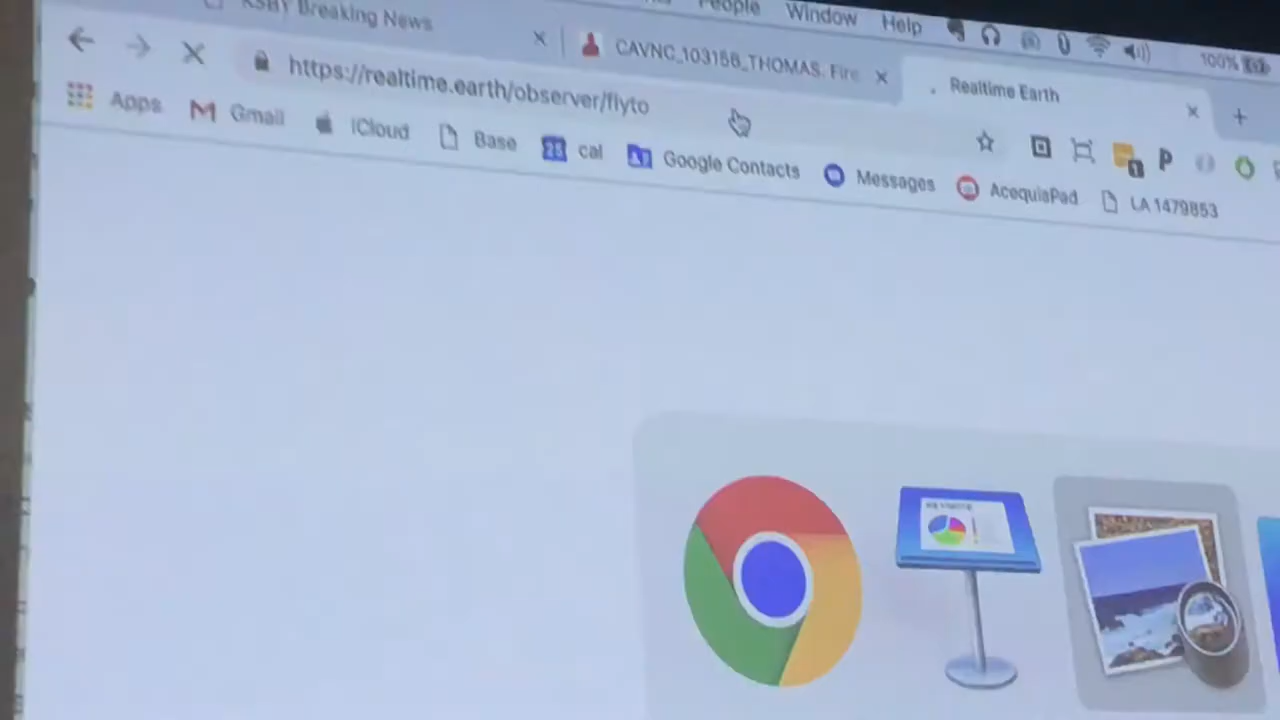 People Window Help 100%
KSBY Breaking News
CAVNC_103156_THOMAS. Fire
Realtime Earth
https://realtime.earth/observer/flyto
Apps Gmail iCloud Base 25 cal Google Contacts Messages AcequiaPad LA 1479853